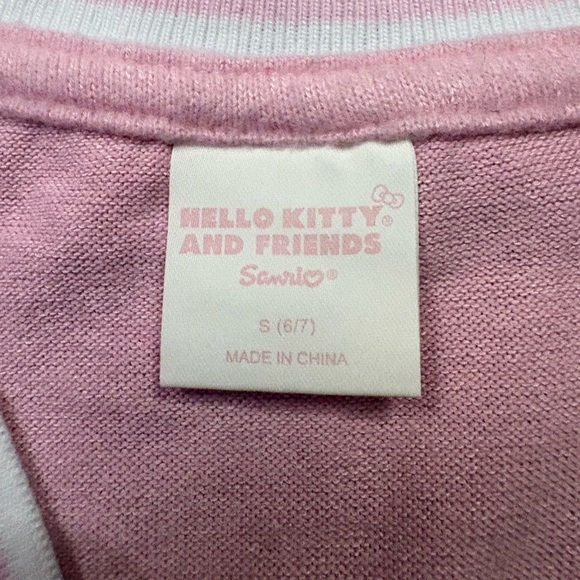 HELLO KITTY®
AND FRIENDS
Sanrio®
S (6/7)
MADE IN CHINA